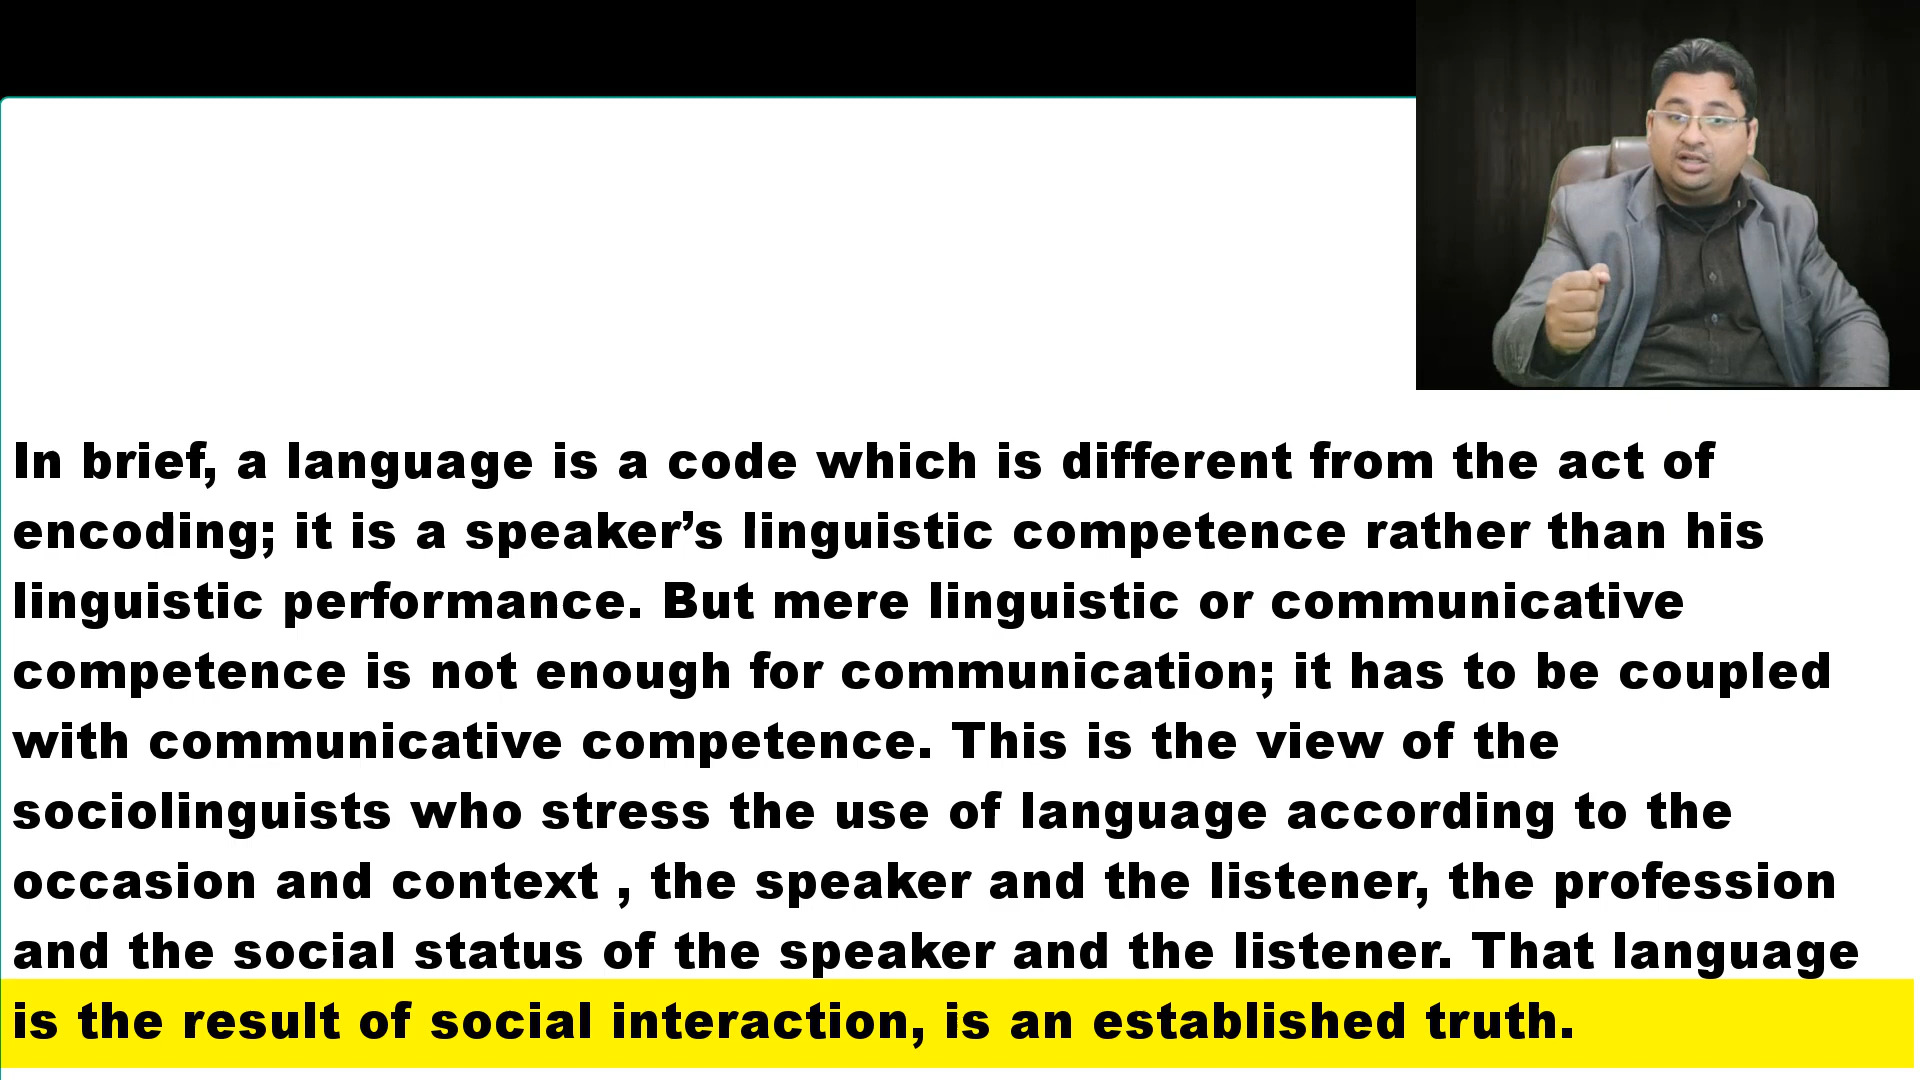 In brief, a language is a code which is different from the act of
encoding; it is a speaker’s linguistic competence rather than his
linguistic performance. But mere linguistic or communicative
competence is not enough for communication; it has to be coupled
with communicative competence. This is the view of the
sociolinguists who stress the use of language according to the
occasion and context , the speaker and the listener, the profession
and the social status of the speaker and the listener. That language
is the result of social interaction, is an established truth.